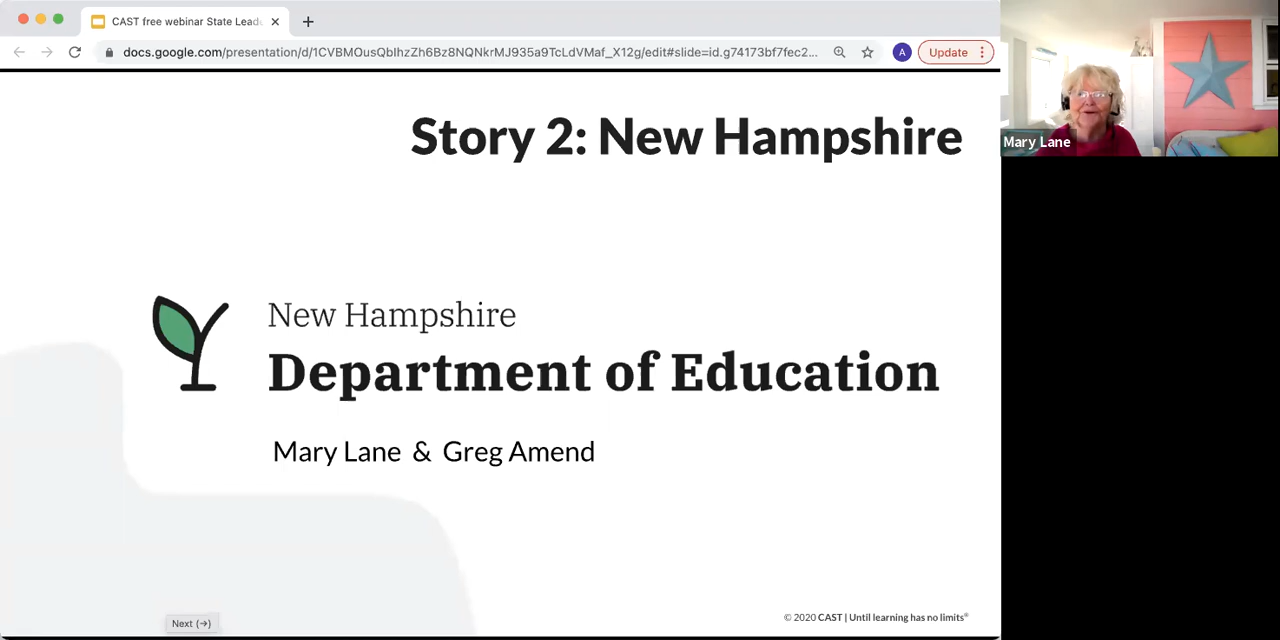 CAST free webinar State Lead
docs.google.com/presentation/d/1CVBMOusQbIhzZh6Bz8NQNkrMJ935a9TcLdVMaf_X12g/edit#slide=id.g74173bf7fec2...
A
Update
Story 2: New Hampshire
Mary Lane
New Hampshire
Department of Education
Mary Lane & Greg Amend
Next (→)
© 2020 CAST | Until learning has no limits®